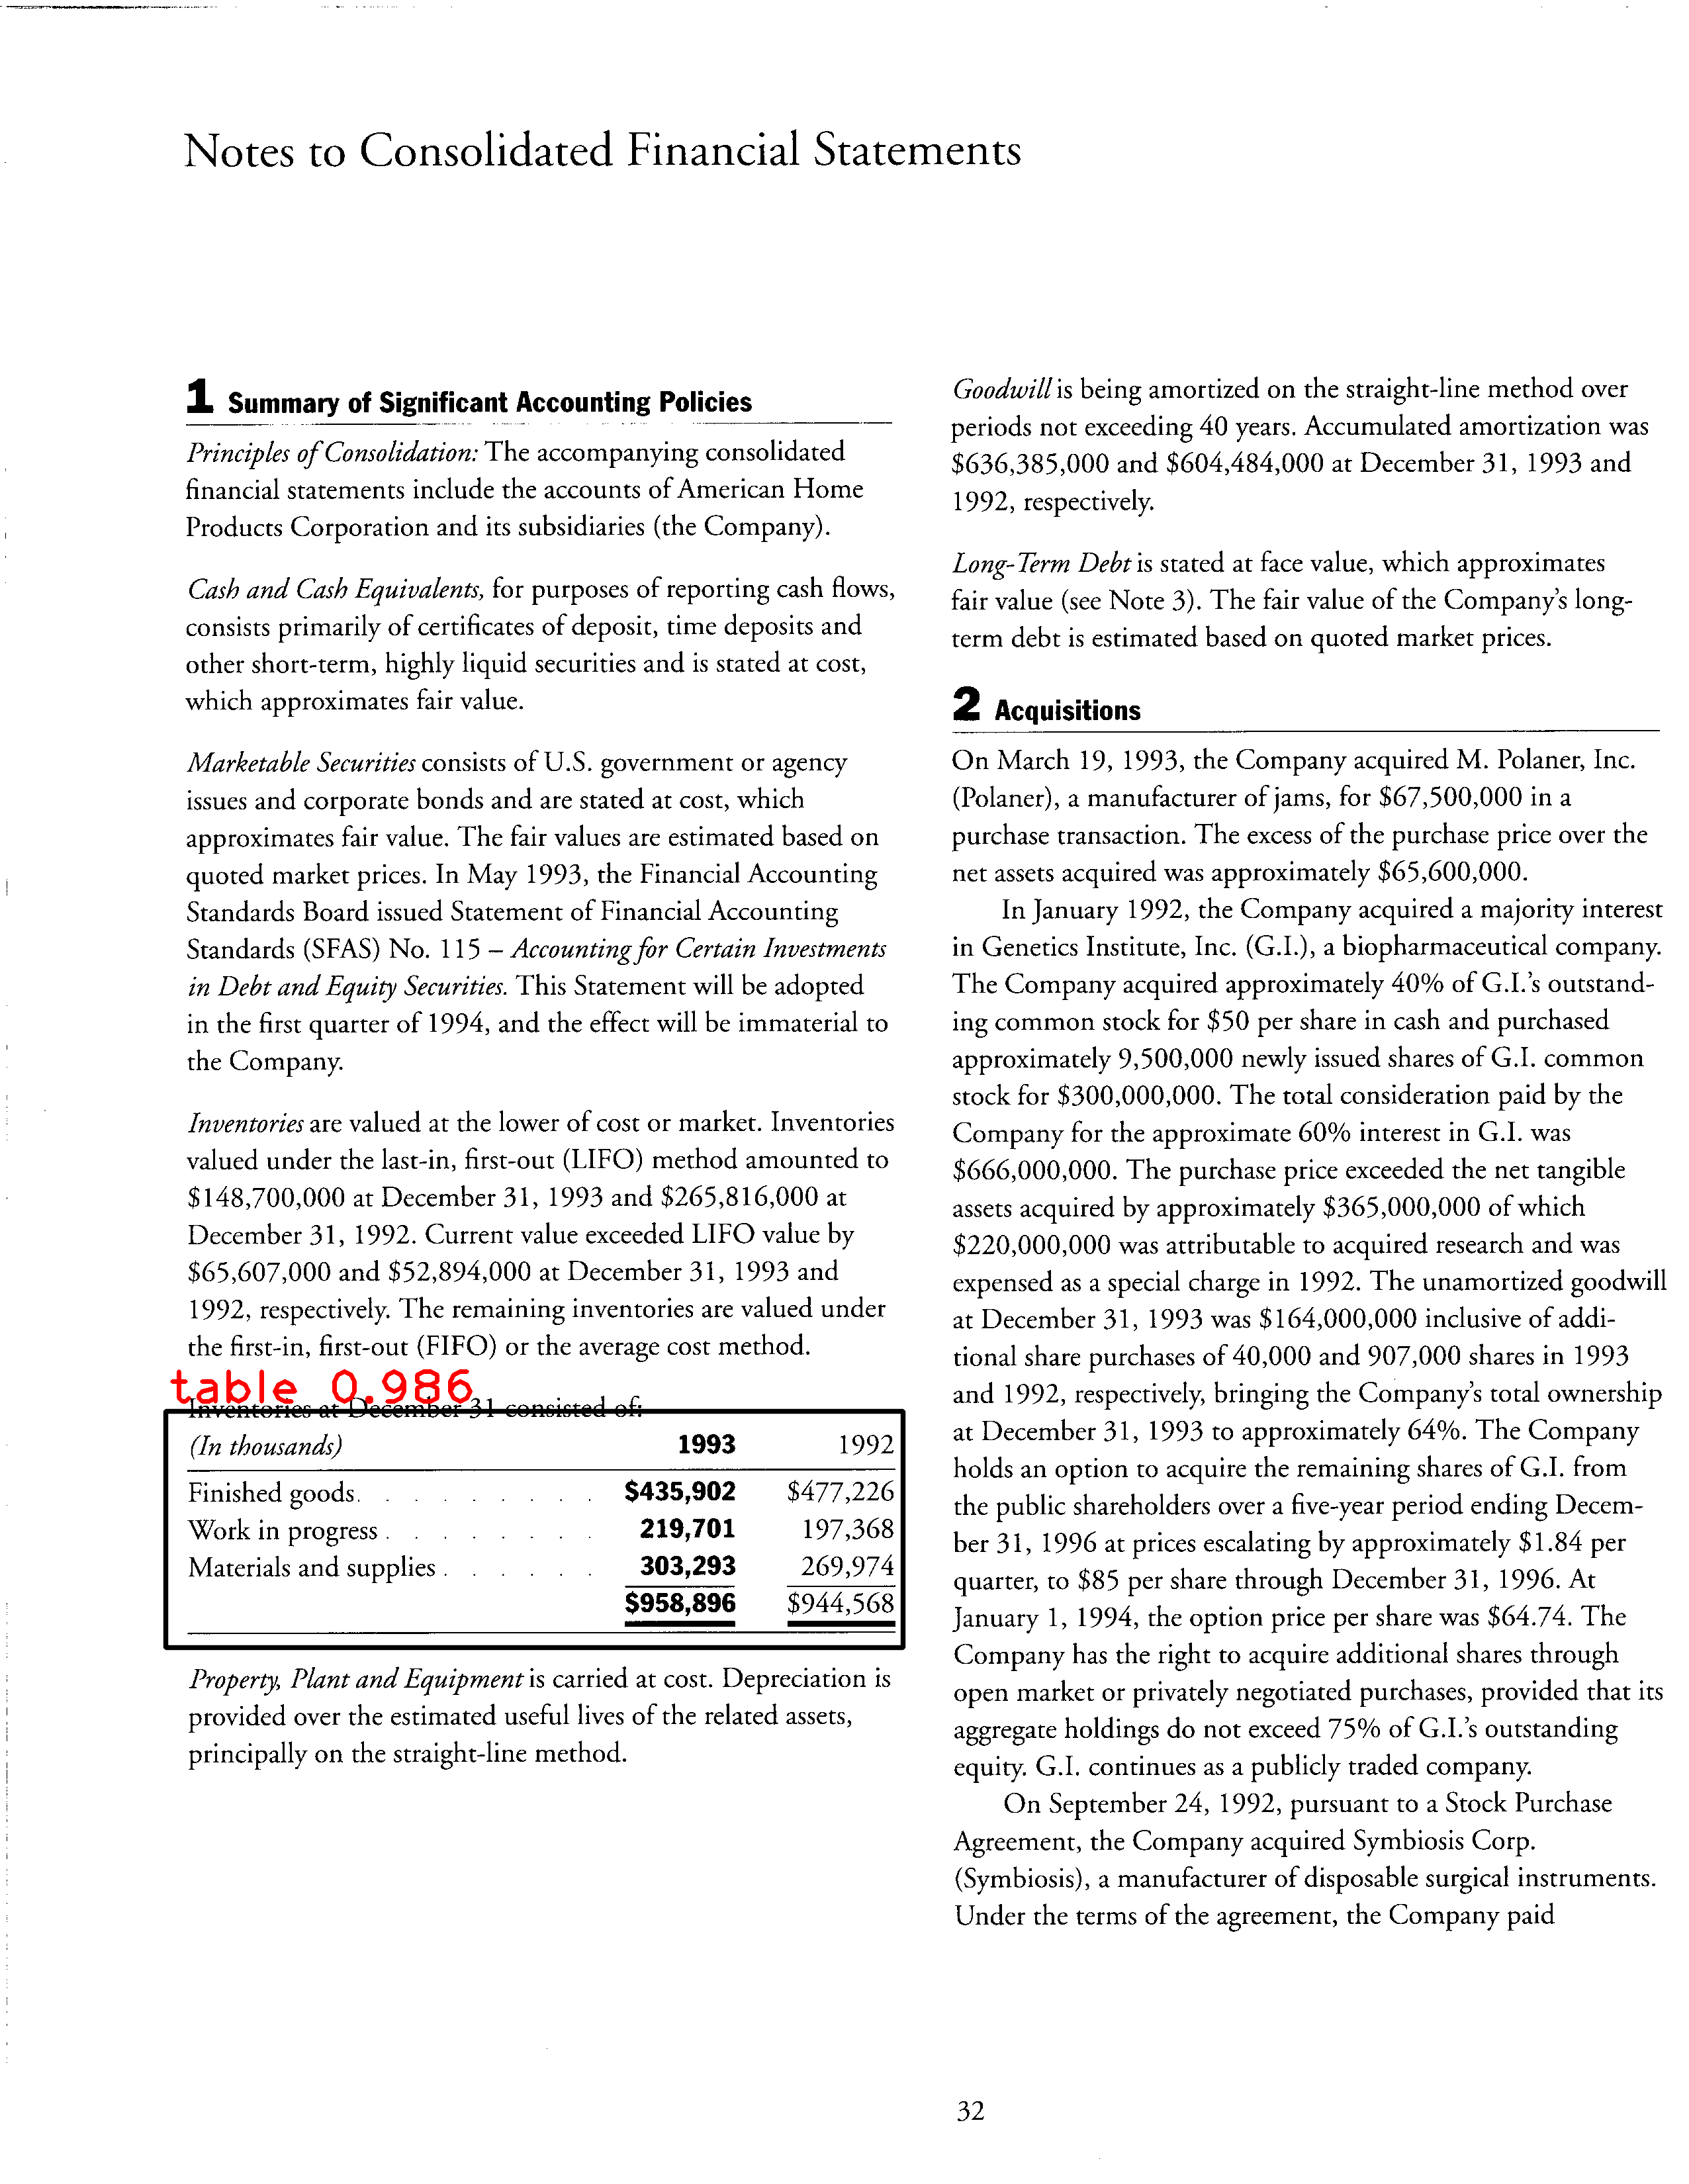 Notes to Consolidated Financial Statements
1 Summary of Significant Accounting Policies
Principles of Consolidation: The accompanying consolidated
financial statements include the accounts of American Home
Products Corporation and its subsidiaries (the Company).
Cash and Cash Equivalents, for purposes of reporting cash flows,
consists primarily of certificates of deposit, time deposits and
other short-term, highly liquid securities and is stated at cost,
which approximates fair value.
Marketable Securities consists of U.S. government or agency
issues and corporate bonds and are stated at cost, which
approximates fair value. The fair values are estimated based on
quoted market prices. In May 1993, the Financial Accounting
Standards Board issued Statement of Financial Accounting
Standards (SFAS) No. 115 – Accounting for Certain Investments
in Debt and Equity Securities. This Statement will be adopted
in the first quarter of 1994, and the effect will be immaterial to
the Company.
Inventories are valued at the lower of cost or market. Inventories
valued under the last-in, first-out (LIFO) method amounted to
$148,700,000 at December 31, 1993 and $265,816,000 at
December 31, 1992. Current value exceeded LIFO value by
$65,607,000 and $52,894,000 at December 31, 1993 and
1992, respectively. The remaining inventories are valued under
the first-in, first-out (FIFO) or the average cost method.
table 0.986
Inventories at December 31 consisted of:
(In thousands) 1993 1992
Finished goods. . . . . . . . . $435,902 $477,226
Work in progress . . . . . . . . 219,701 197,368
Materials and supplies . . . . . . 303,293 269,974
$958,896 $944,568
Property, Plant and Equipment is carried at cost. Depreciation is
provided over the estimated useful lives of the related assets,
principally on the straight-line method.
Goodwill is being amortized on the straight-line method over
periods not exceeding 40 years. Accumulated amortization was
$636,385,000 and $604,484,000 at December 31, 1993 and
1992, respectively.
Long-Term Debt is stated at face value, which approximates
fair value (see Note 3). The fair value of the Company's long-
term debt is estimated based on quoted market prices.
2 Acquisitions
On March 19, 1993, the Company acquired M. Polaner, Inc.
(Polaner), a manufacturer of jams, for $67,500,000 in a
purchase transaction. The excess of the purchase price over the
net assets acquired was approximately $65,600,000.
In January 1992, the Company acquired a majority interest
in Genetics Institute, Inc. (G.I.), a biopharmaceutical company.
The Company acquired approximately 40% of G.I.'s outstand-
ing common stock for $50 per share in cash and purchased
approximately 9,500,000 newly issued shares of G.I. common
stock for $300,000,000. The total consideration paid by the
Company for the approximate 60% interest in G.I. was
$666,000,000. The purchase price exceeded the net tangible
assets acquired by approximately $365,000,000 of which
$220,000,000 was attributable to acquired research and was
expensed as a special charge in 1992. The unamortized goodwill
at December 31, 1993 was $164,000,000 inclusive of addi-
tional share purchases of 40,000 and 907,000 shares in 1993
and 1992, respectively, bringing the Company's total ownership
at December 31, 1993 to approximately 64%. The Company
holds an option to acquire the remaining shares of G.I. from
the public shareholders over a five-year period ending Decem-
ber 31, 1996 at prices escalating by approximately $1.84 per
quarter, to $85 per share through December 31, 1996. At
January 1, 1994, the option price per share was $64.74. The
Company has the right to acquire additional shares through
open market or privately negotiated purchases, provided that its
aggregate holdings do not exceed 75% of G.I.'s outstanding
equity. G.I. continues as a publicly traded company.
On September 24, 1992, pursuant to a Stock Purchase
Agreement, the Company acquired Symbiosis Corp.
(Symbiosis), a manufacturer of disposable surgical instruments.
Under the terms of the agreement, the Company paid
32